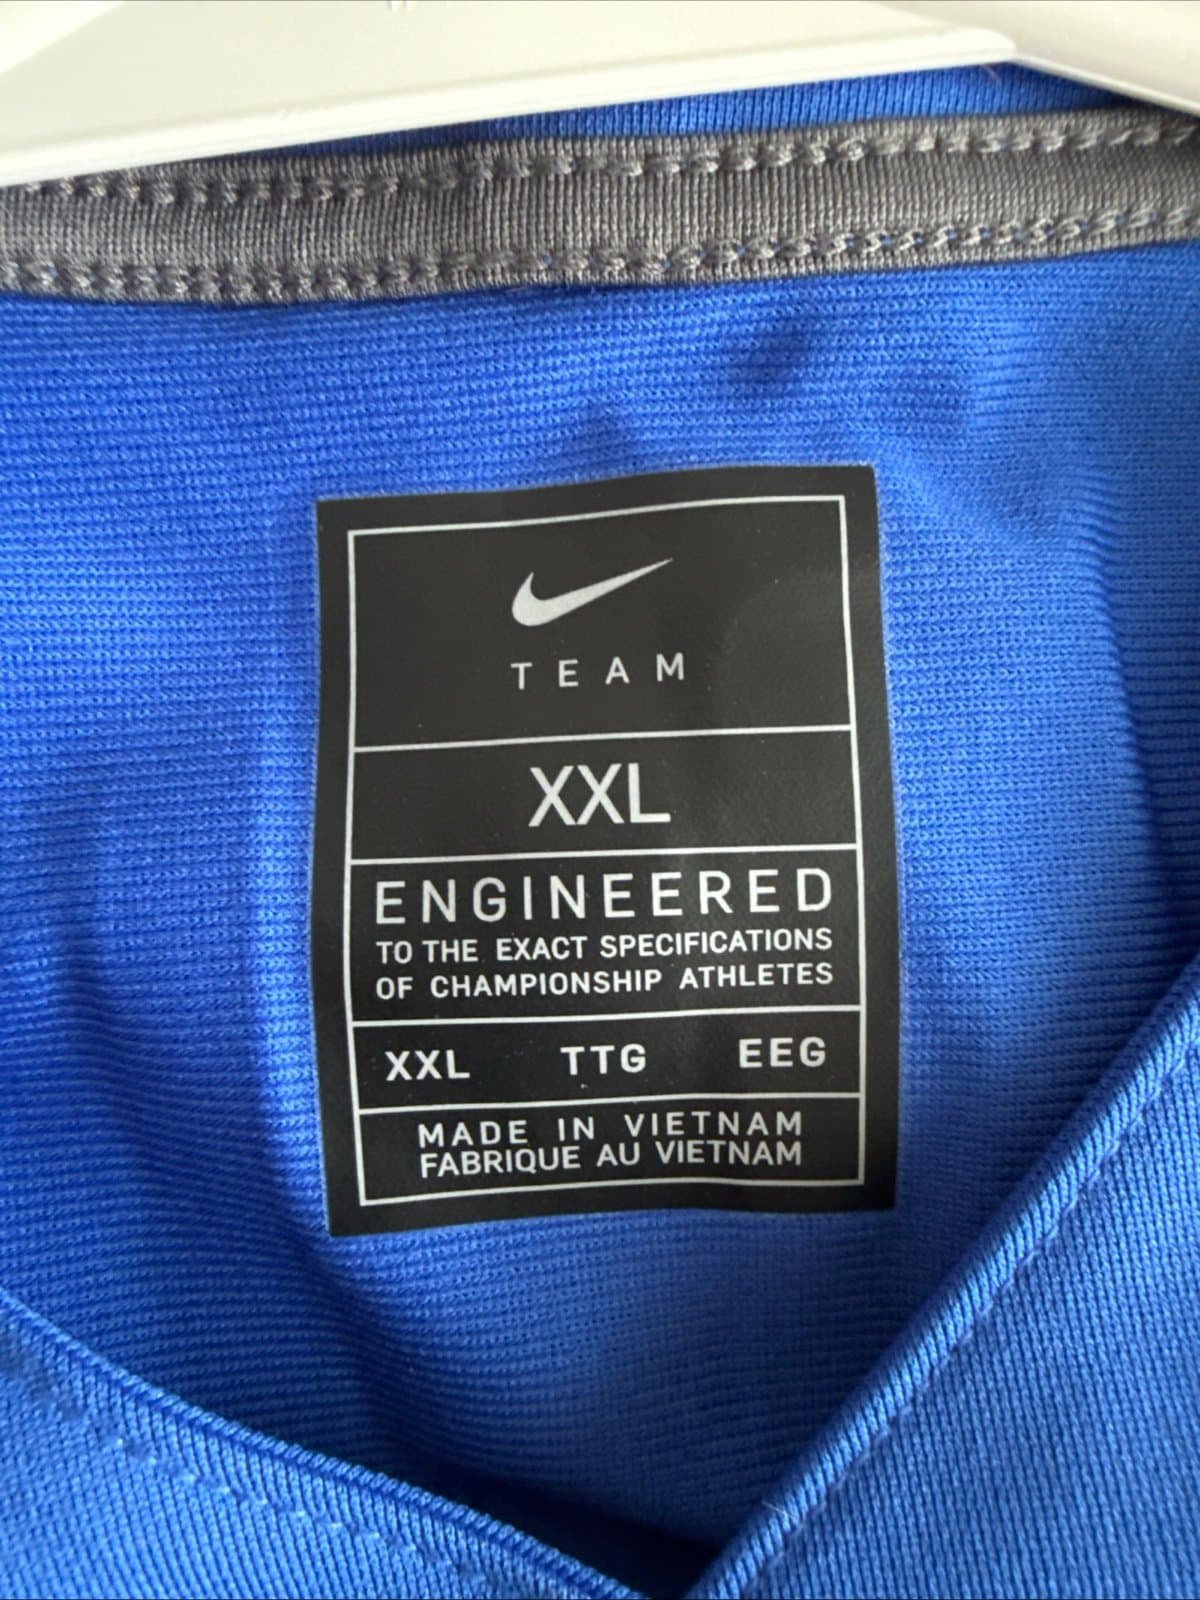 TEAM
XXL
ENGINEERED
TO THE EXACT SPECIFICATIONS
OF CHAMPIONSHIP ATHLETES
XXL TTG EEG
MADE IN VIETNAM
FABRIQUE AU VIETNAM